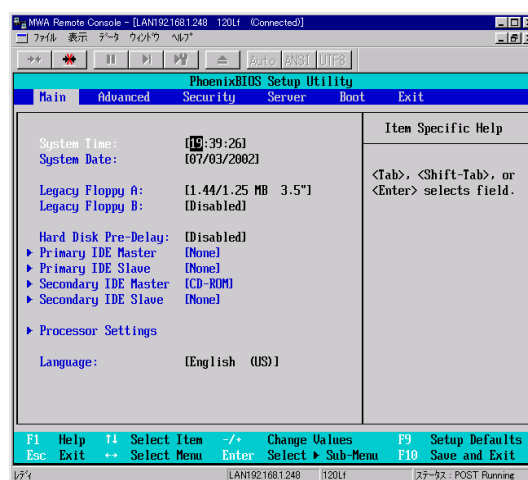 MWA Remote Console - [LAN192.168.1.248 120Lf (Connected)]
ファイル 表示 データ ウィンドウ ヘルプ
Auto ANSI UTF8
PhoenixBIOS Setup Utility
Main Advanced Security Server Boot Exit
Item Specific Help
System Time: [19:39:26]
System Date: [07/03/2002]
<Tab>, <Shift-Tab>, or
<Enter> selects field.
Legacy Floppy A: [1.44/1.25 MB 3.5"]
Legacy Floppy B: [Disabled]
Hard Disk Pre-Delay: [Disabled]
Primary IDE Master [None]
Primary IDE Slave [None]
Secondary IDE Master [CD-ROM]
Secondary IDE Slave [None]
Processor Settings
Language: [English (US)]
F1 Help ↑↓ Select Item -/+ Change Values F9 Setup Defaults
Esc Exit ↔ Select Menu Enter Select ▶ Sub-Menu F10 Save and Exit
レディ LAN192.168.1.248 120Lf ステータス : POST Running